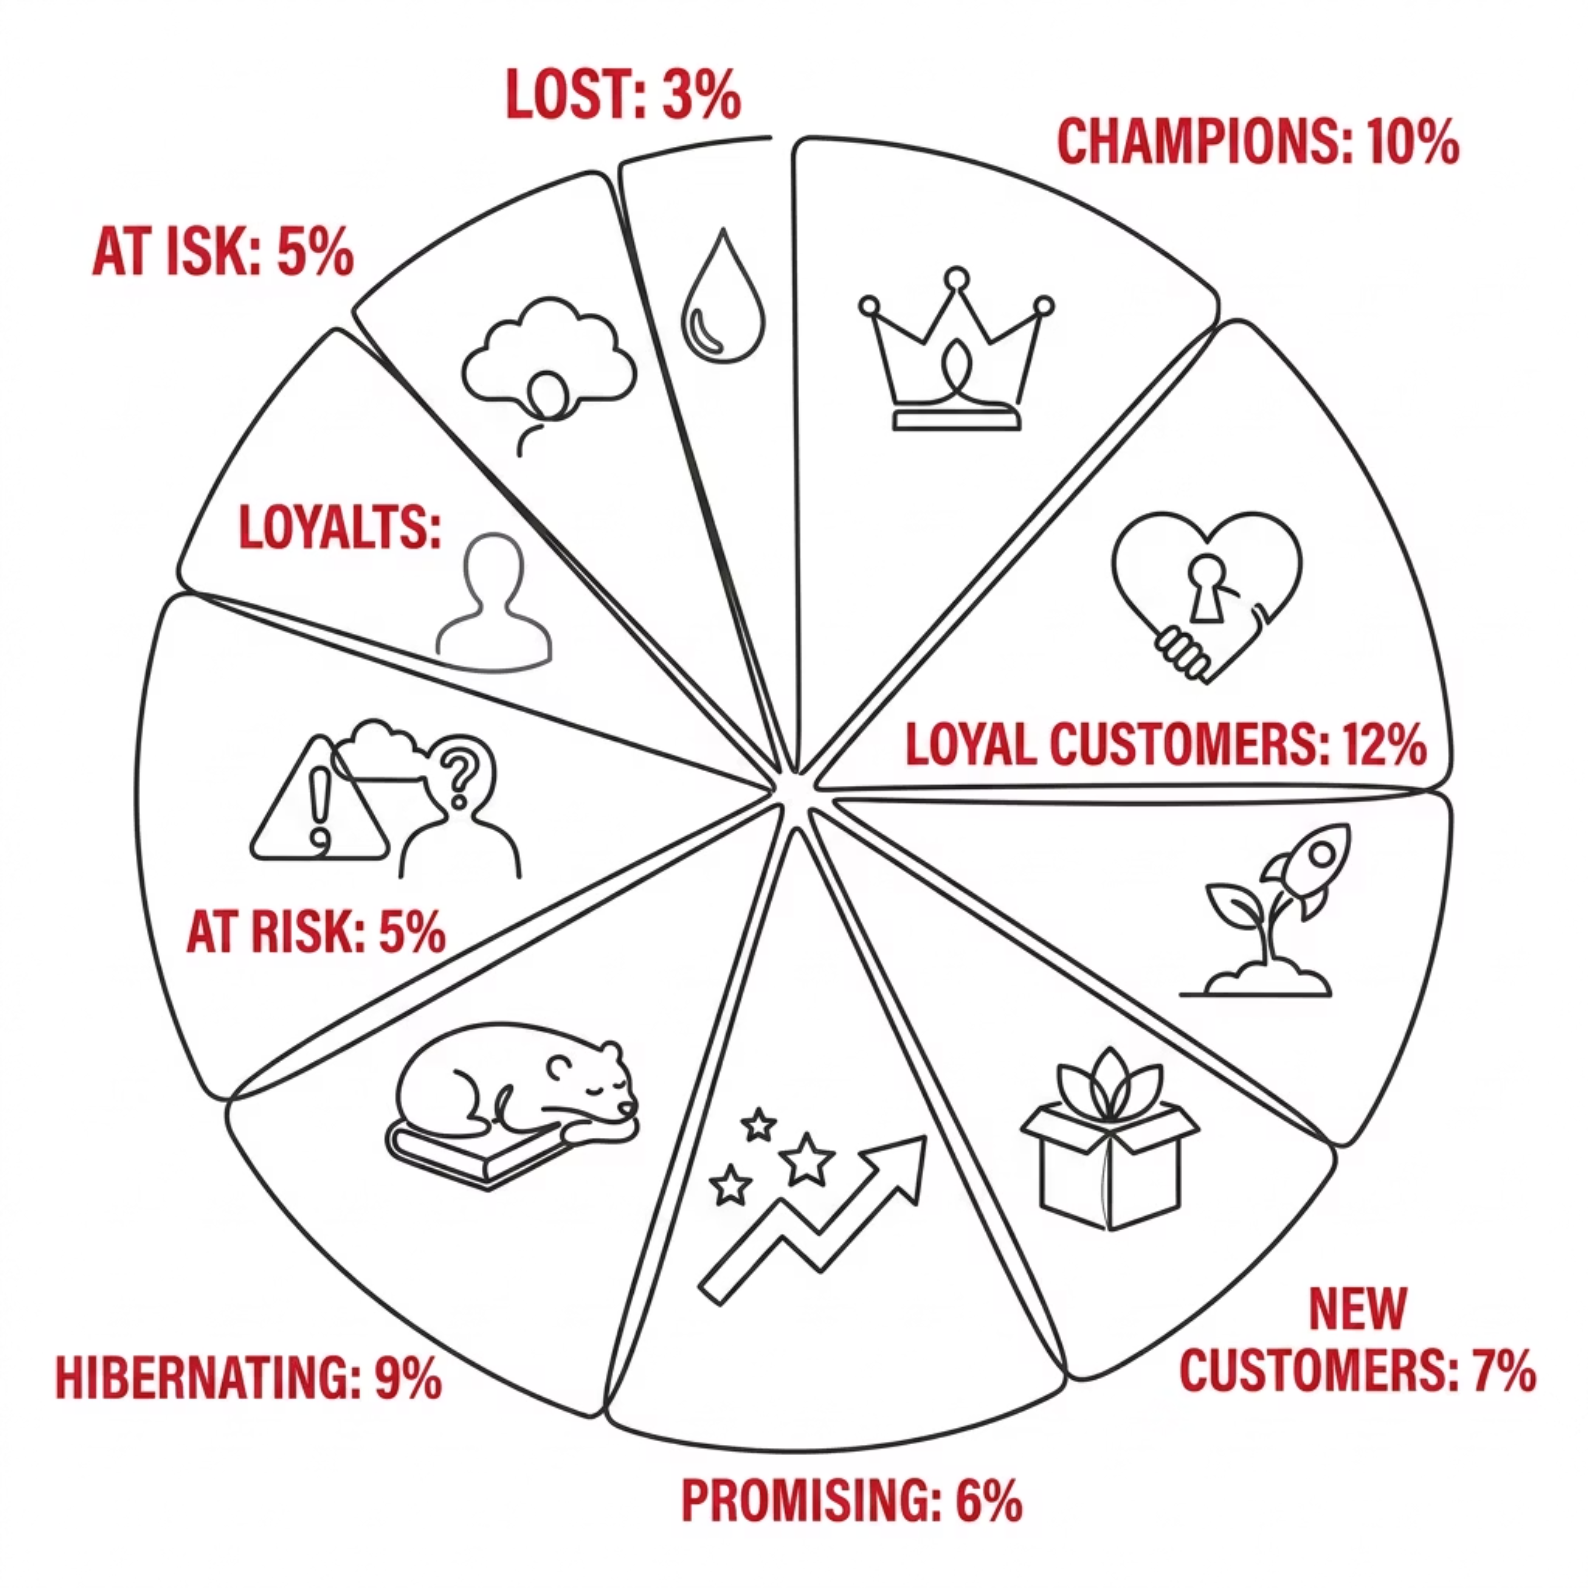 LOST: 3%
CHAMPIONS: 10%
AT ISK: 5%
LOYALTS:
LOYAL CUSTOMERS: 12%
AT RISK: 5%
NEW
CUSTOMERS: 7%
HIBERNATING: 9%
PROMISING: 6%